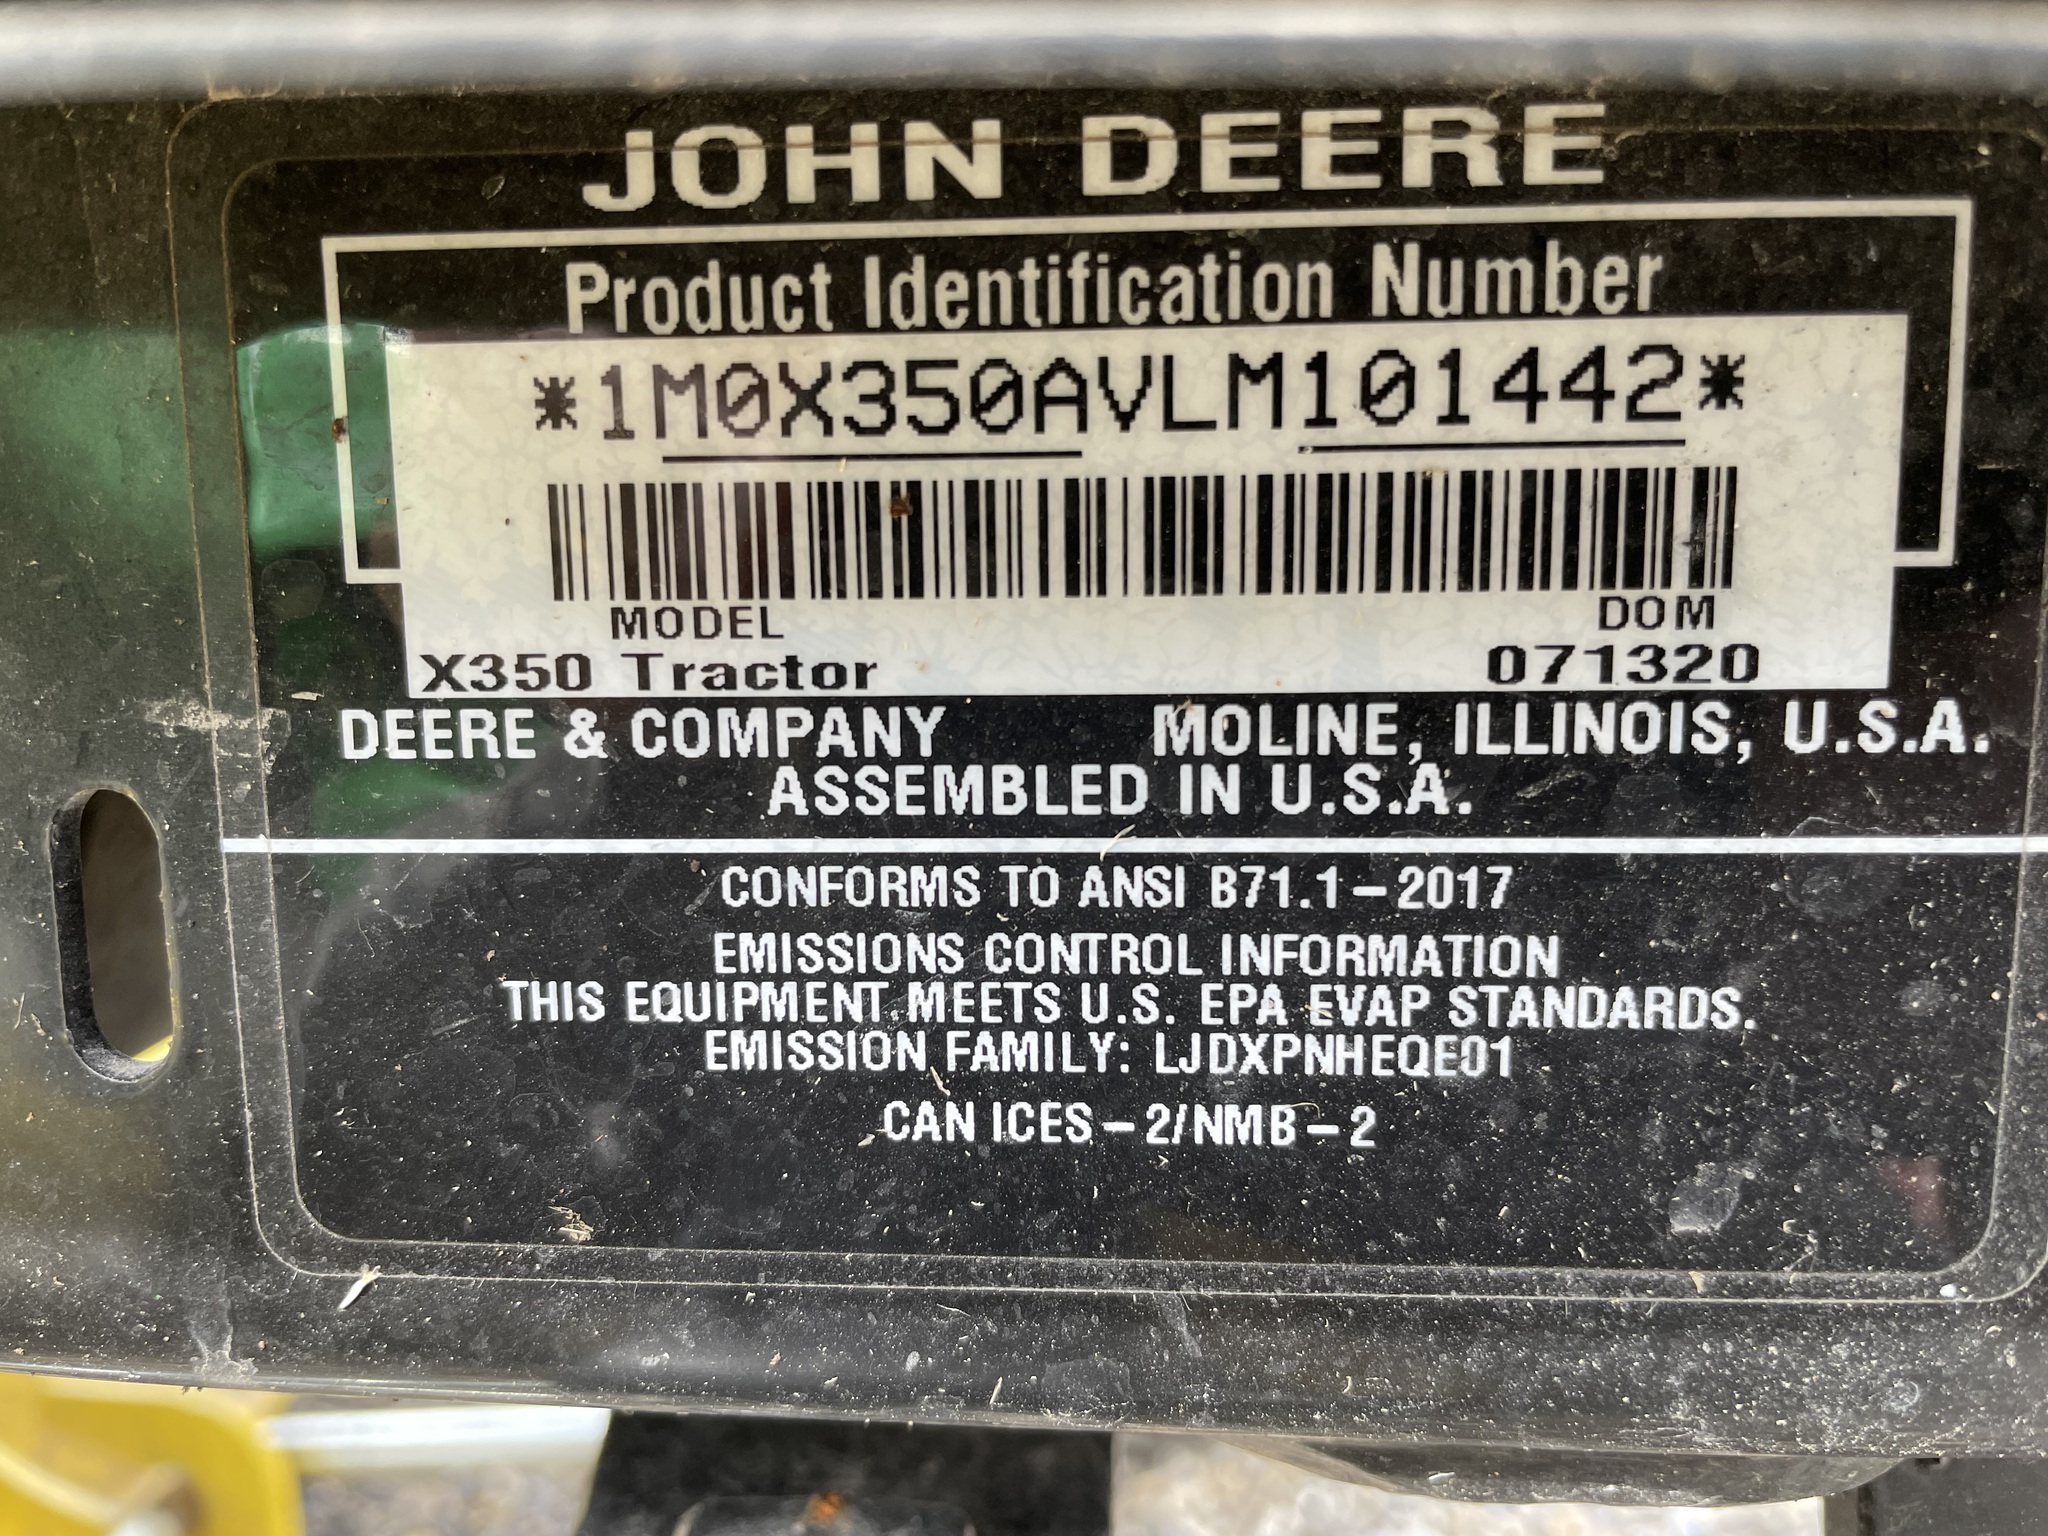 JOHN DEERE
Product Identification Number
*1M0X350AVLM101442*
MODEL DOM
X350 Tractor 071320
DEERE & COMPANY MOLINE, ILLINOIS, U.S.A.
ASSEMBLED IN U.S.A.
CONFORMS TO ANSI B71.1-2017
EMISSIONS CONTROL INFORMATION
THIS EQUIPMENT MEETS U.S. EPA EVAP STANDARDS.
EMISSION FAMILY: LJDXPNHEQE01
CAN ICES-2/NMB-2